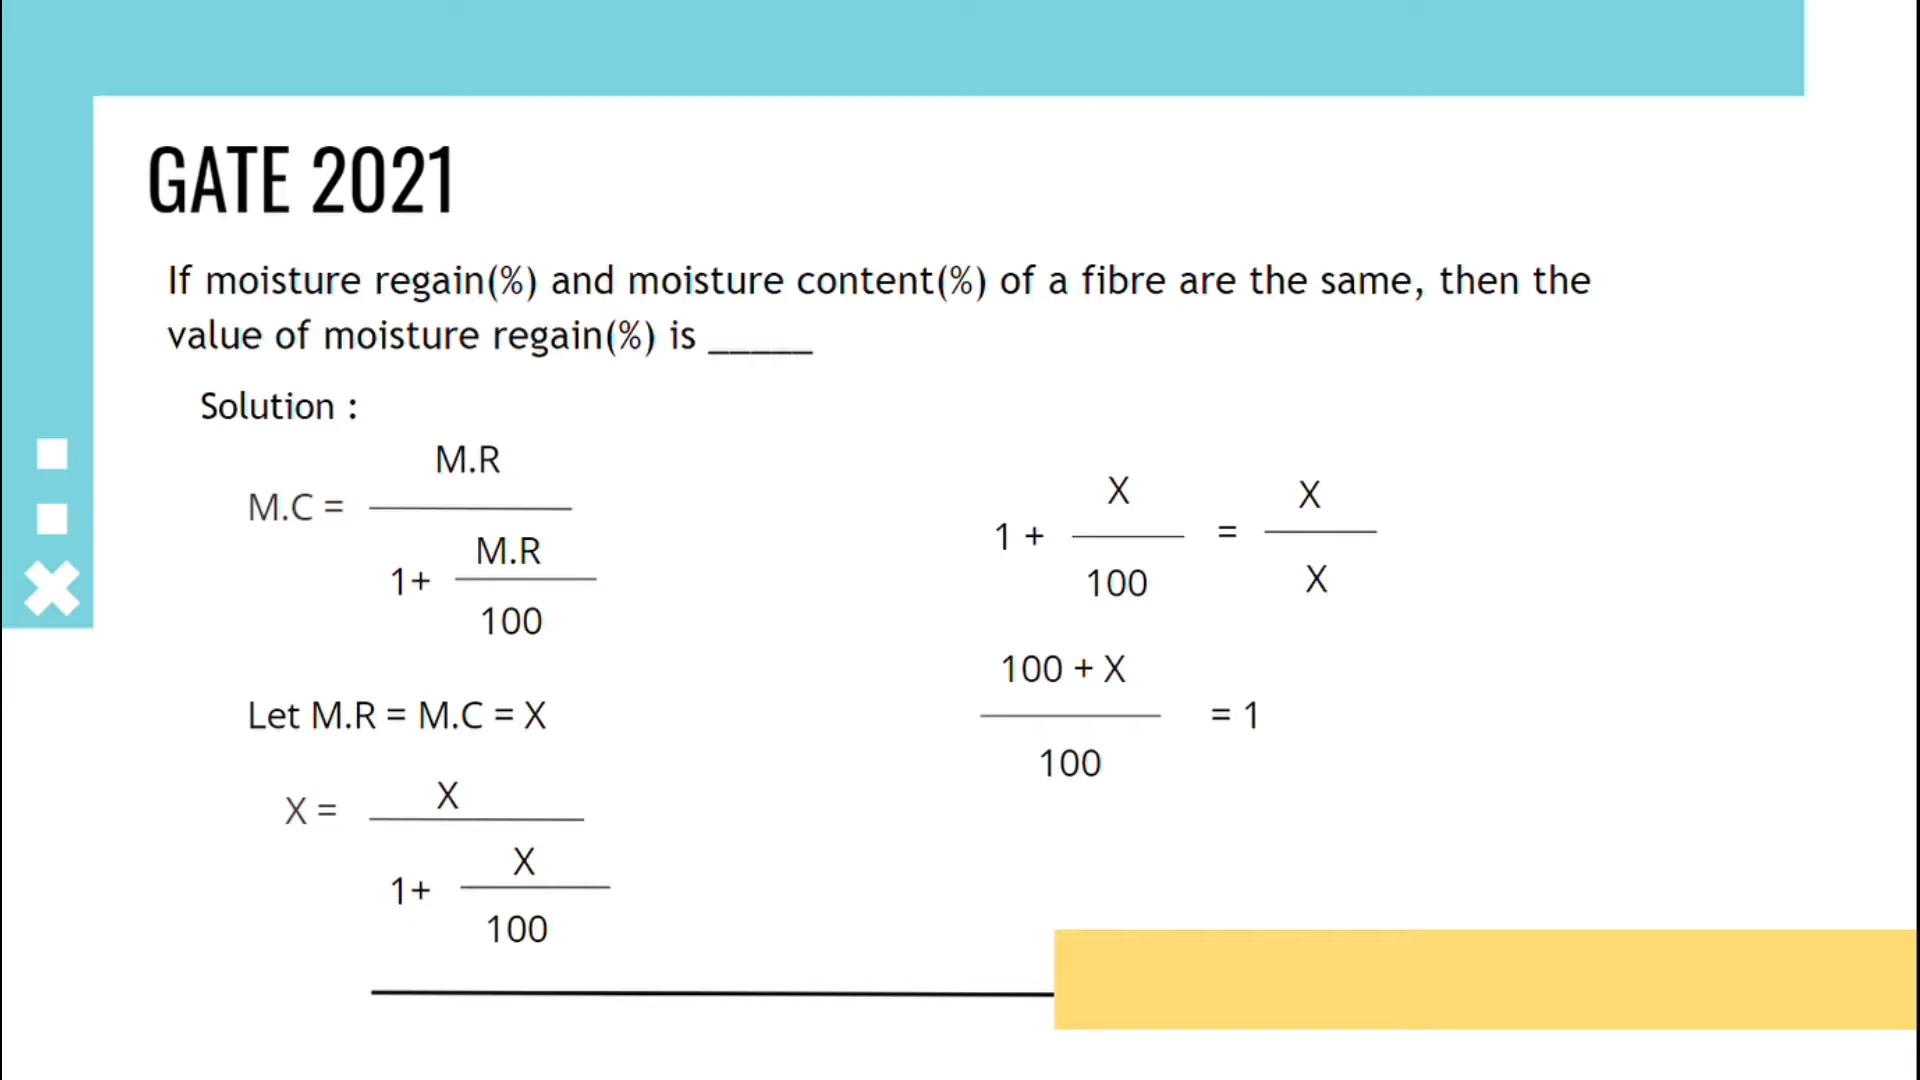 GATE 2021
If moisture regain(%) and moisture content(%) of a fibre are the same, then the
value of moisture regain(%) is _____
Solution :
M.R
M.C =
M.R
1+
100
Let M.R = M.C = X
X
X =
X
1+
100
X
X
1 +
=
100
X
100 + X
= 1
100